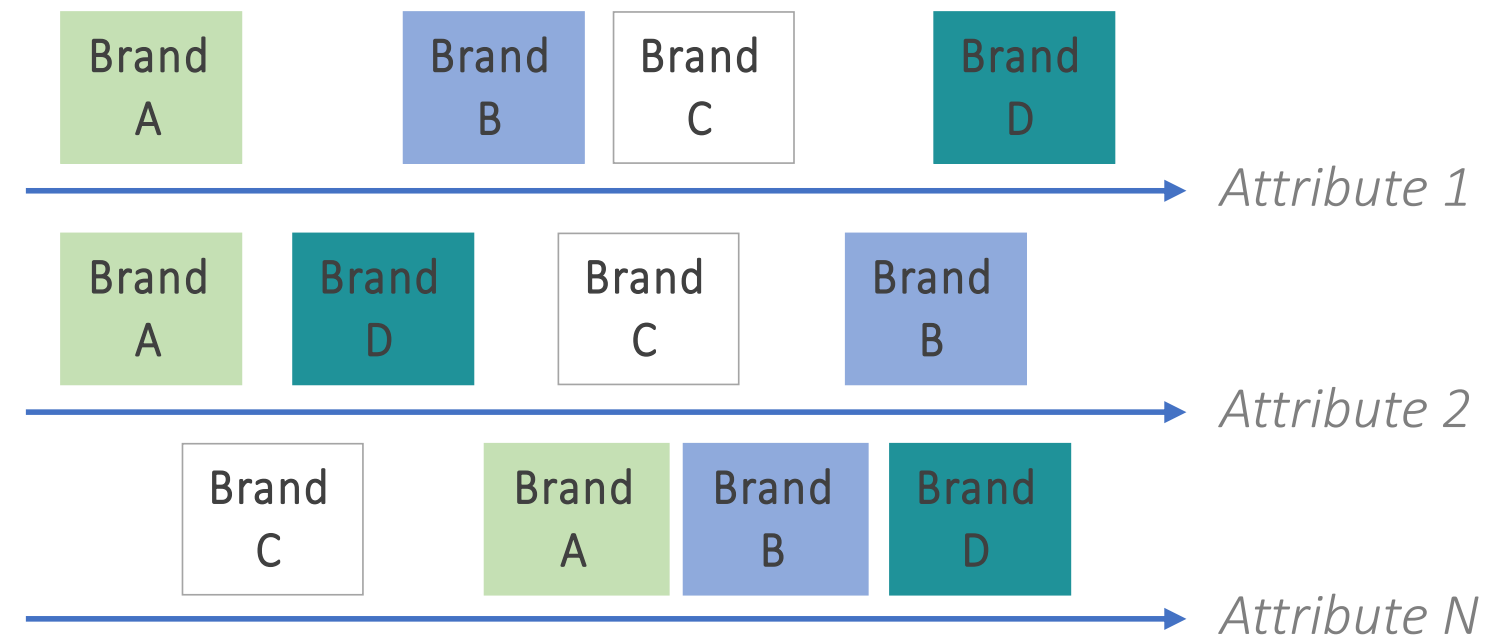 Brand
A
Brand
B
Brand
C
Brand
D
Attribute 1
Brand
A
Brand
D
Brand
C
Brand
B
Attribute 2
Brand
C
Brand
A
Brand
B
Brand
D
Attribute N